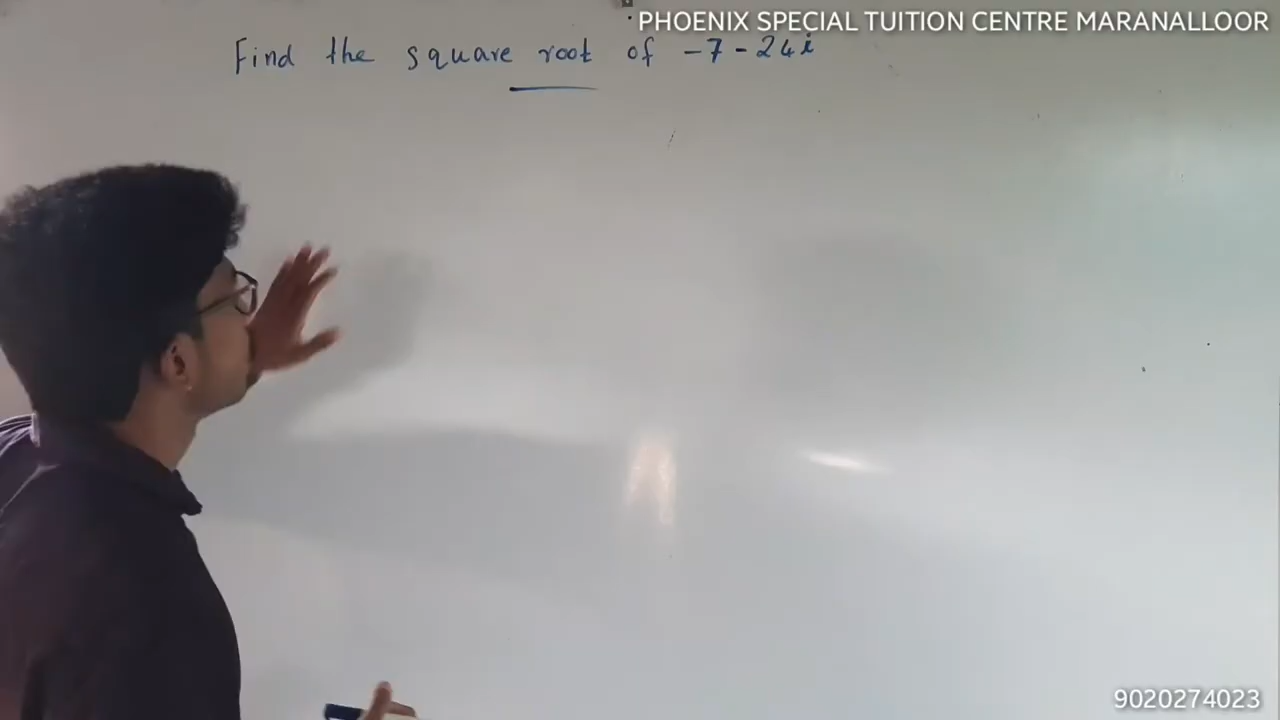 PHOENIX SPECIAL TUITION CENTRE MARANALLOOR
Find the square root of -7-24i
9020274023